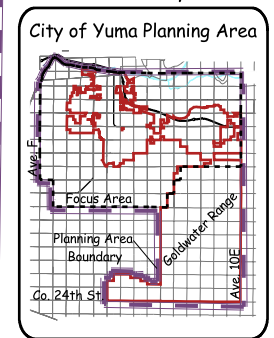 City of Yuma Planning Area
Ave. F
Focus Area
Planning Area
Boundary
Goldwater Range
Ave 10E
Co. 24th St